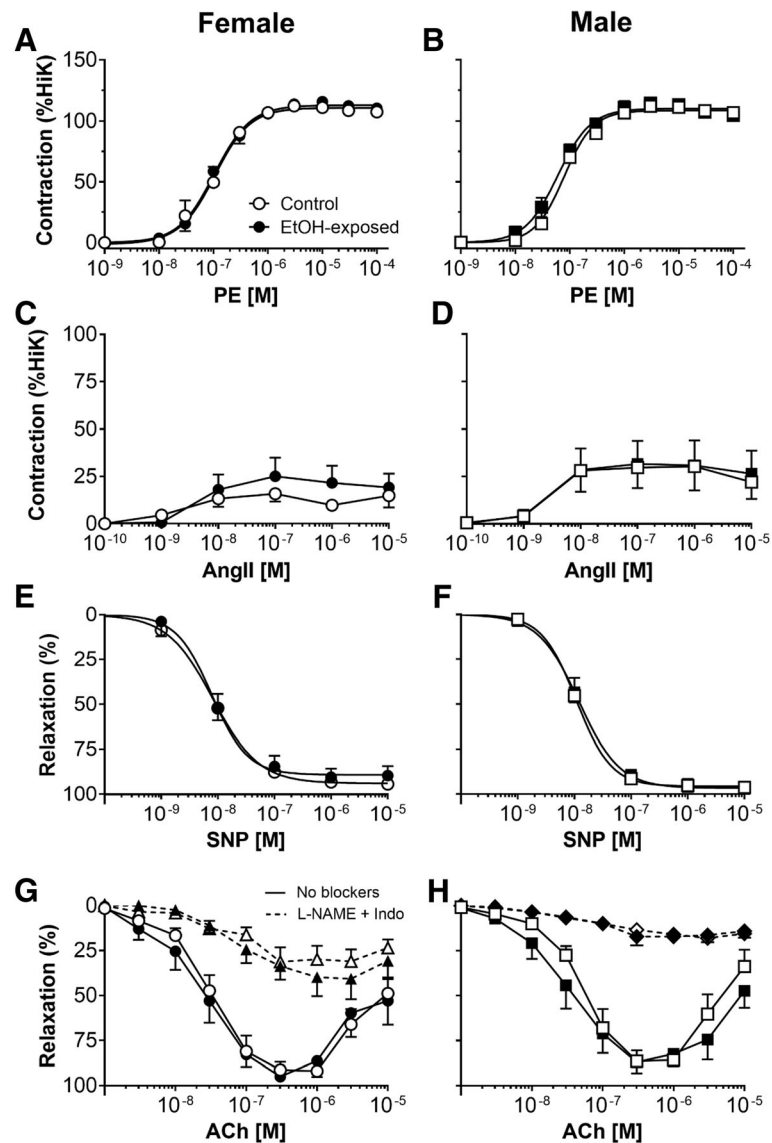 Female
Male
A
B
Contraction (%HiK)
150
100
50
0
Control
EtOH-exposed
10-9 10-8 10-7 10-6 10-5 10-4
PE [M]
10-9 10-8 10-7 10-6 10-5 10-4
PE [M]
C
D
Contraction (%HiK)
100
75
50
25
0
10-10 10-9 10-8 10-7 10-6 10-5
AngII [M]
10-10 10-9 10-8 10-7 10-6 10-5
AngII [M]
E
F
Relaxation (%)
0
25
50
75
100
10-9 10-8 10-7 10-6 10-5
SNP [M]
10-9 10-8 10-7 10-6 10-5
SNP [M]
G
H
Relaxation (%)
0
25
50
75
100
No blockers
L-NAME + Indo
10-8 10-7 10-6 10-5
ACh [M]
10-8 10-7 10-6 10-5
ACh [M]